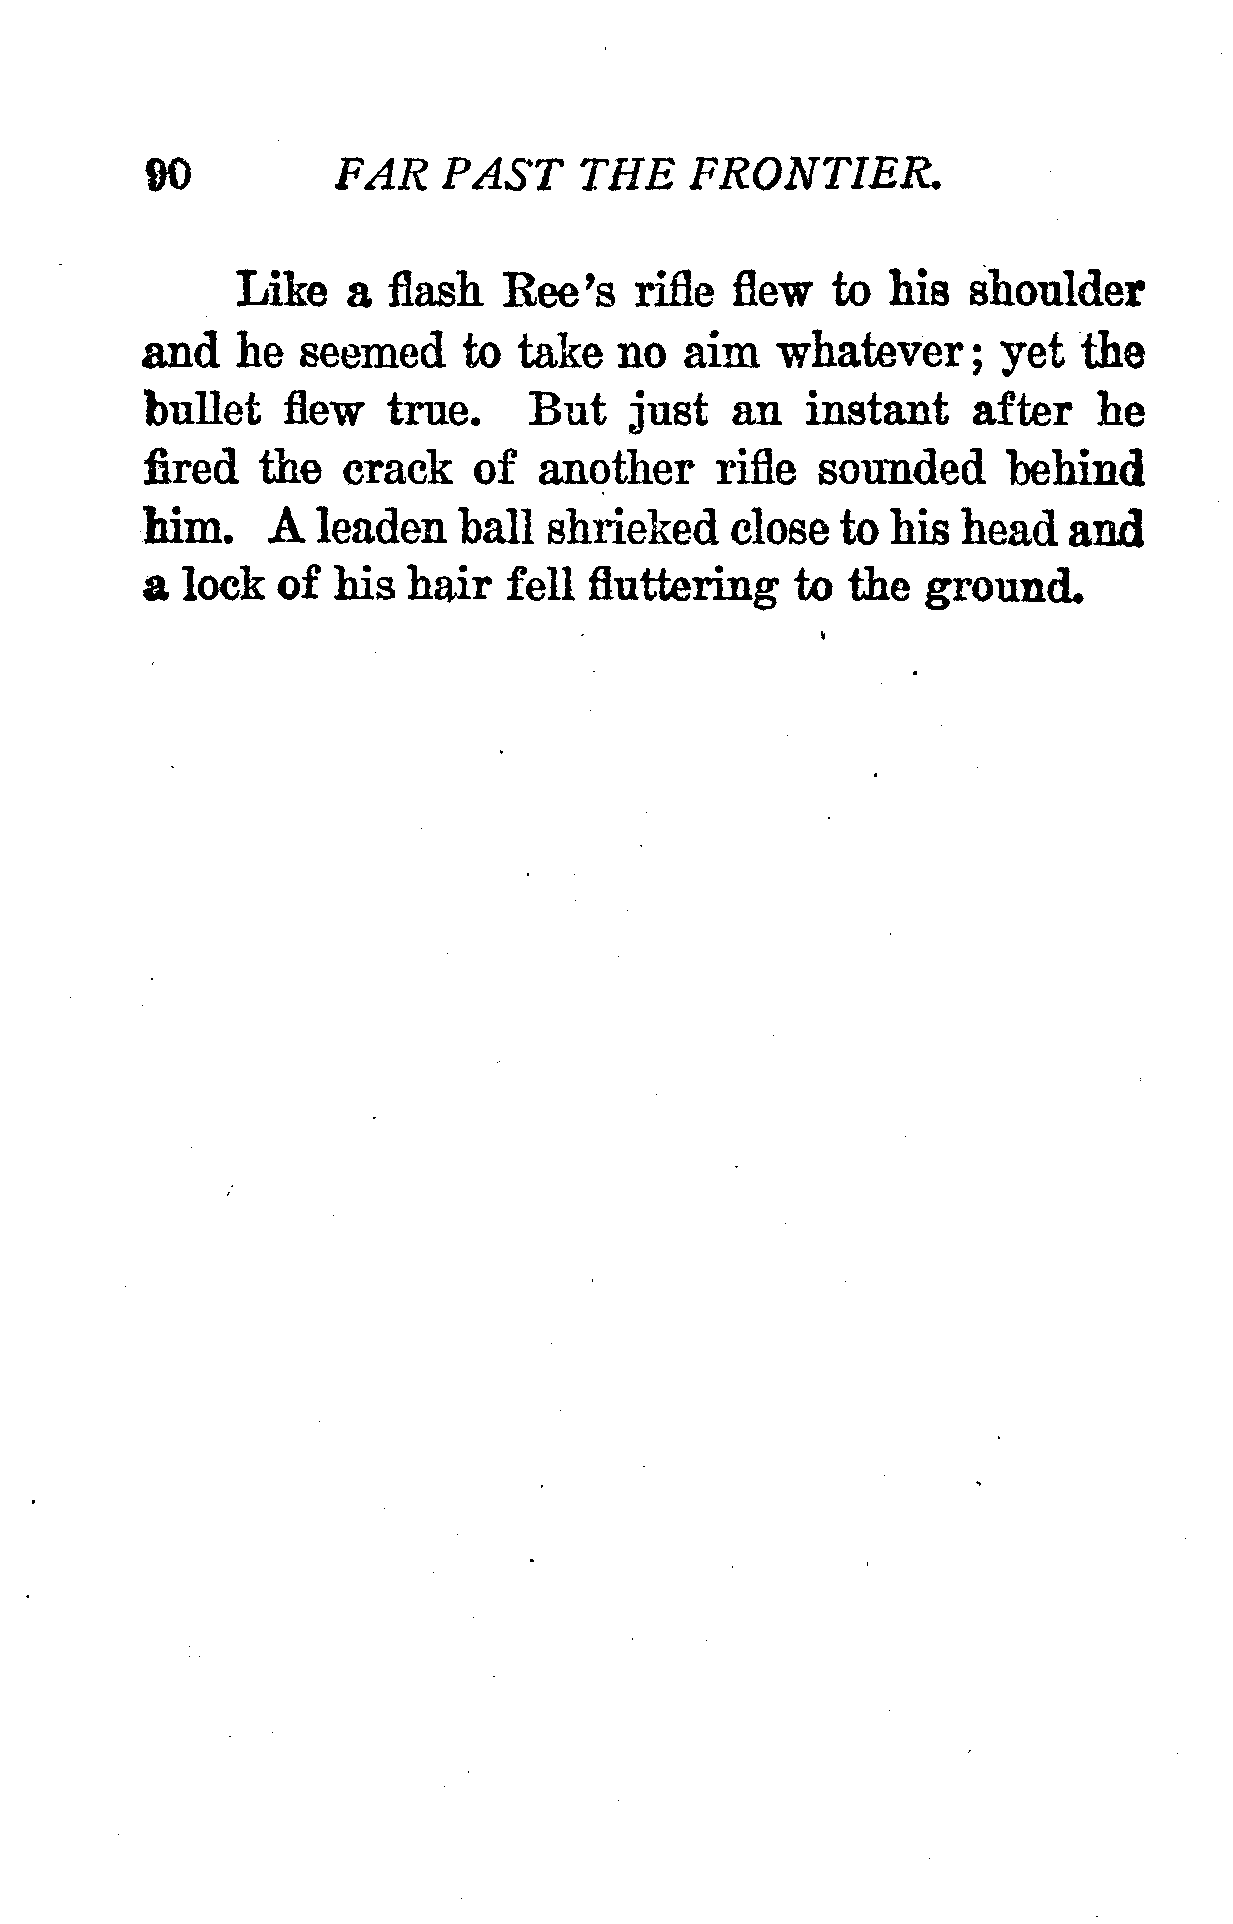 90 FAR PAST THE FRONTIER.
Like a flash Ree's rifle flew to his shoulder
and he seemed to take no aim whatever; yet the
bullet flew true. But just an instant after he
fired the crack of another rifle sounded behind
him. A leaden ball shrieked close to his head and
a lock of his hair fell fluttering to the ground.